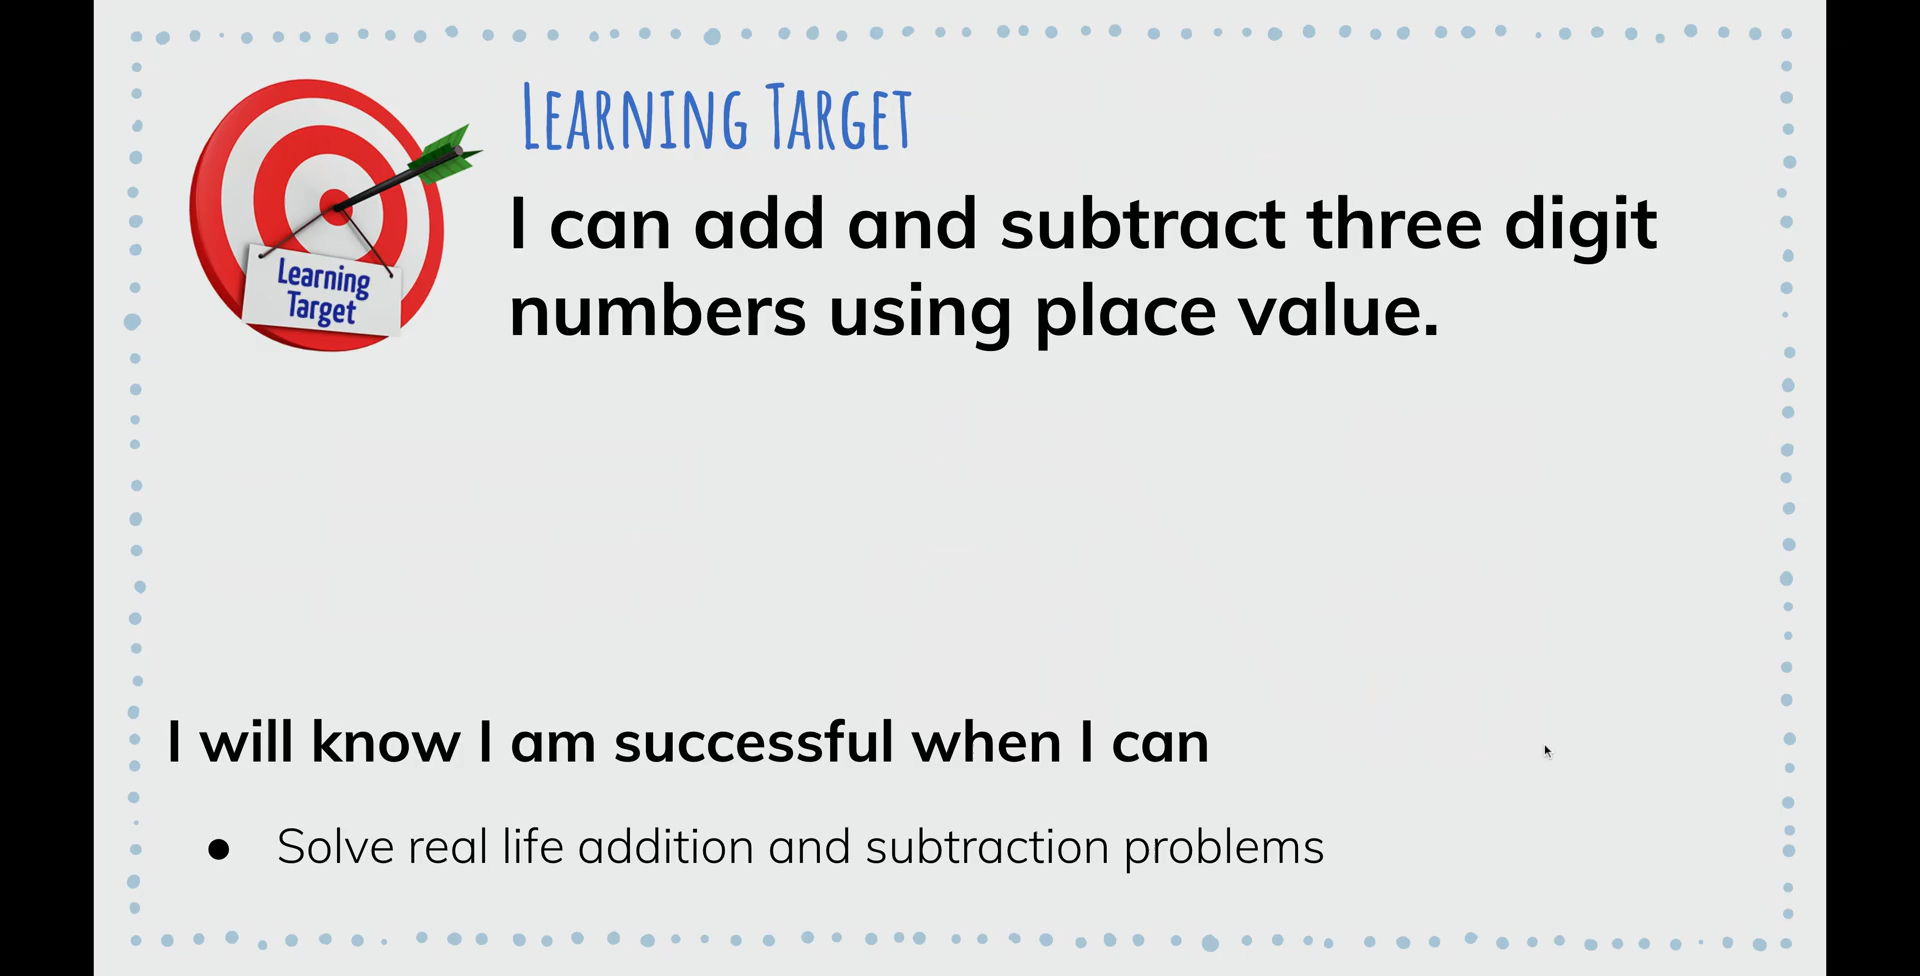 Learning Target
I can add and subtract three digit
numbers using place value.
Learning
Target
I will know I am successful when I can
● Solve real life addition and subtraction problems